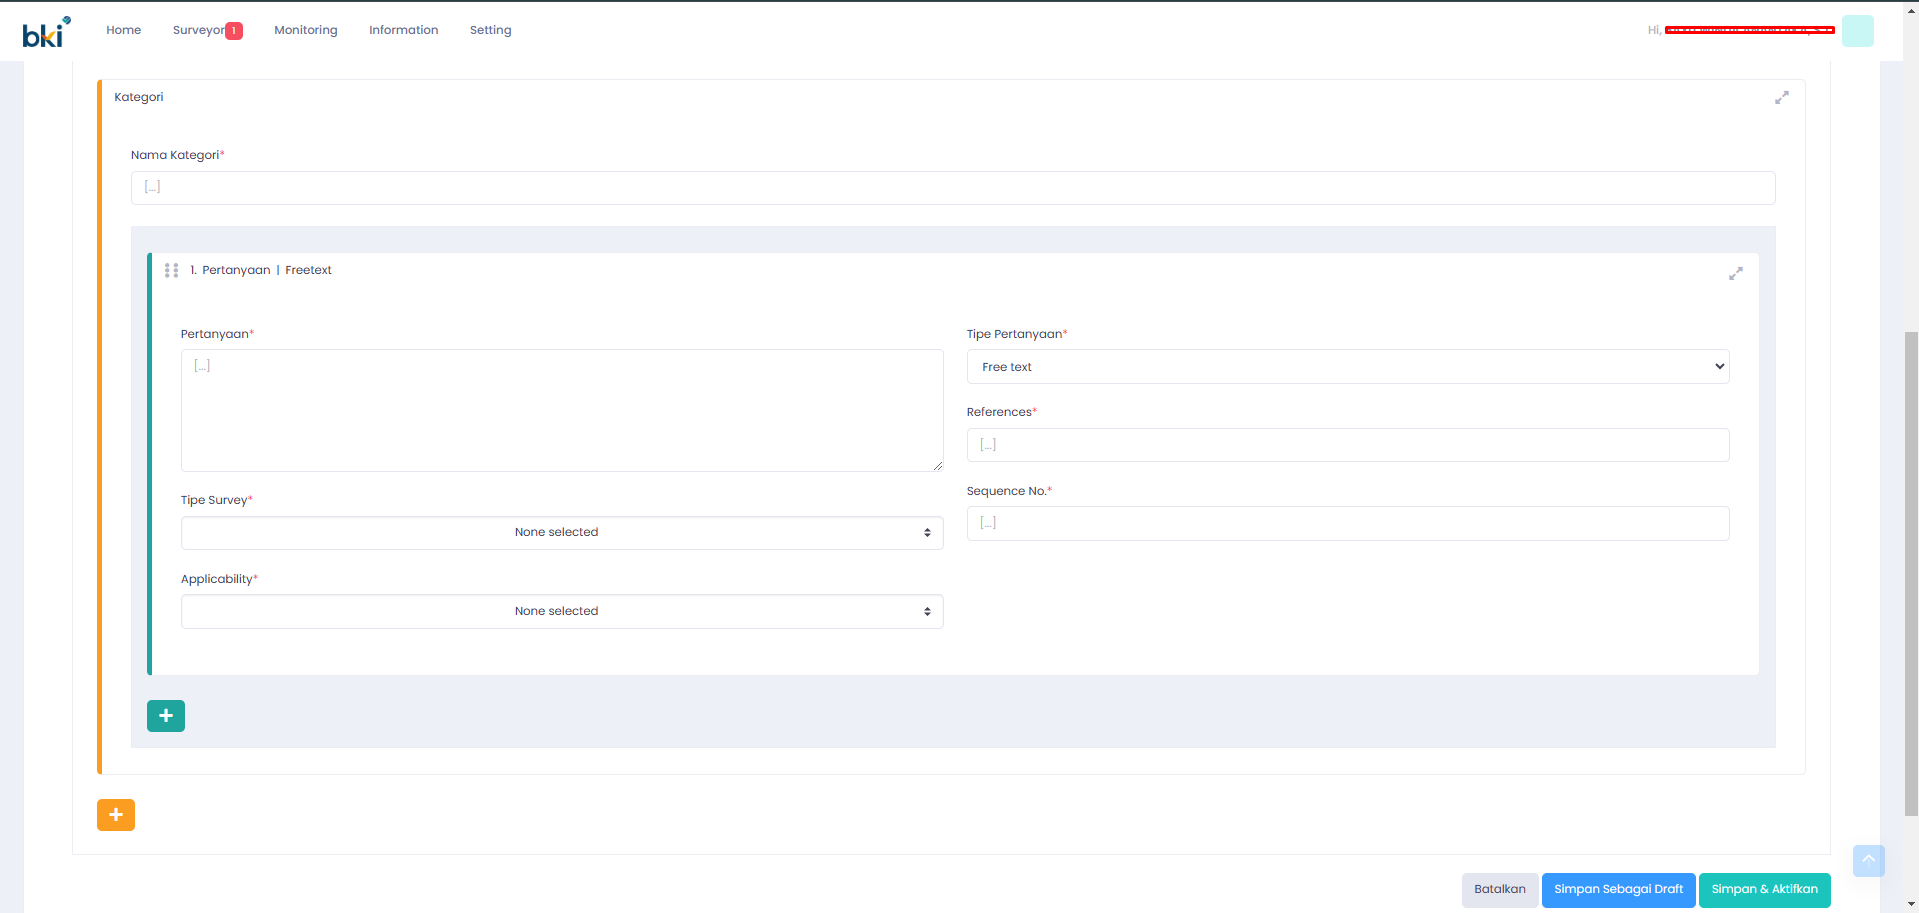 bki
Home Surveyor 1 Monitoring Information Setting
Hi,
Kategori
Nama Kategori*
[...]
1. Pertanyaan | Freetext
Pertanyaan*
[...]
Tipe Pertanyaan*
Free text
References*
[...]
Sequence No.*
[...]
Tipe Survey*
None selected
Applicability*
None selected
Batalkan Simpan Sebagai Draft Simpan & Aktifkan